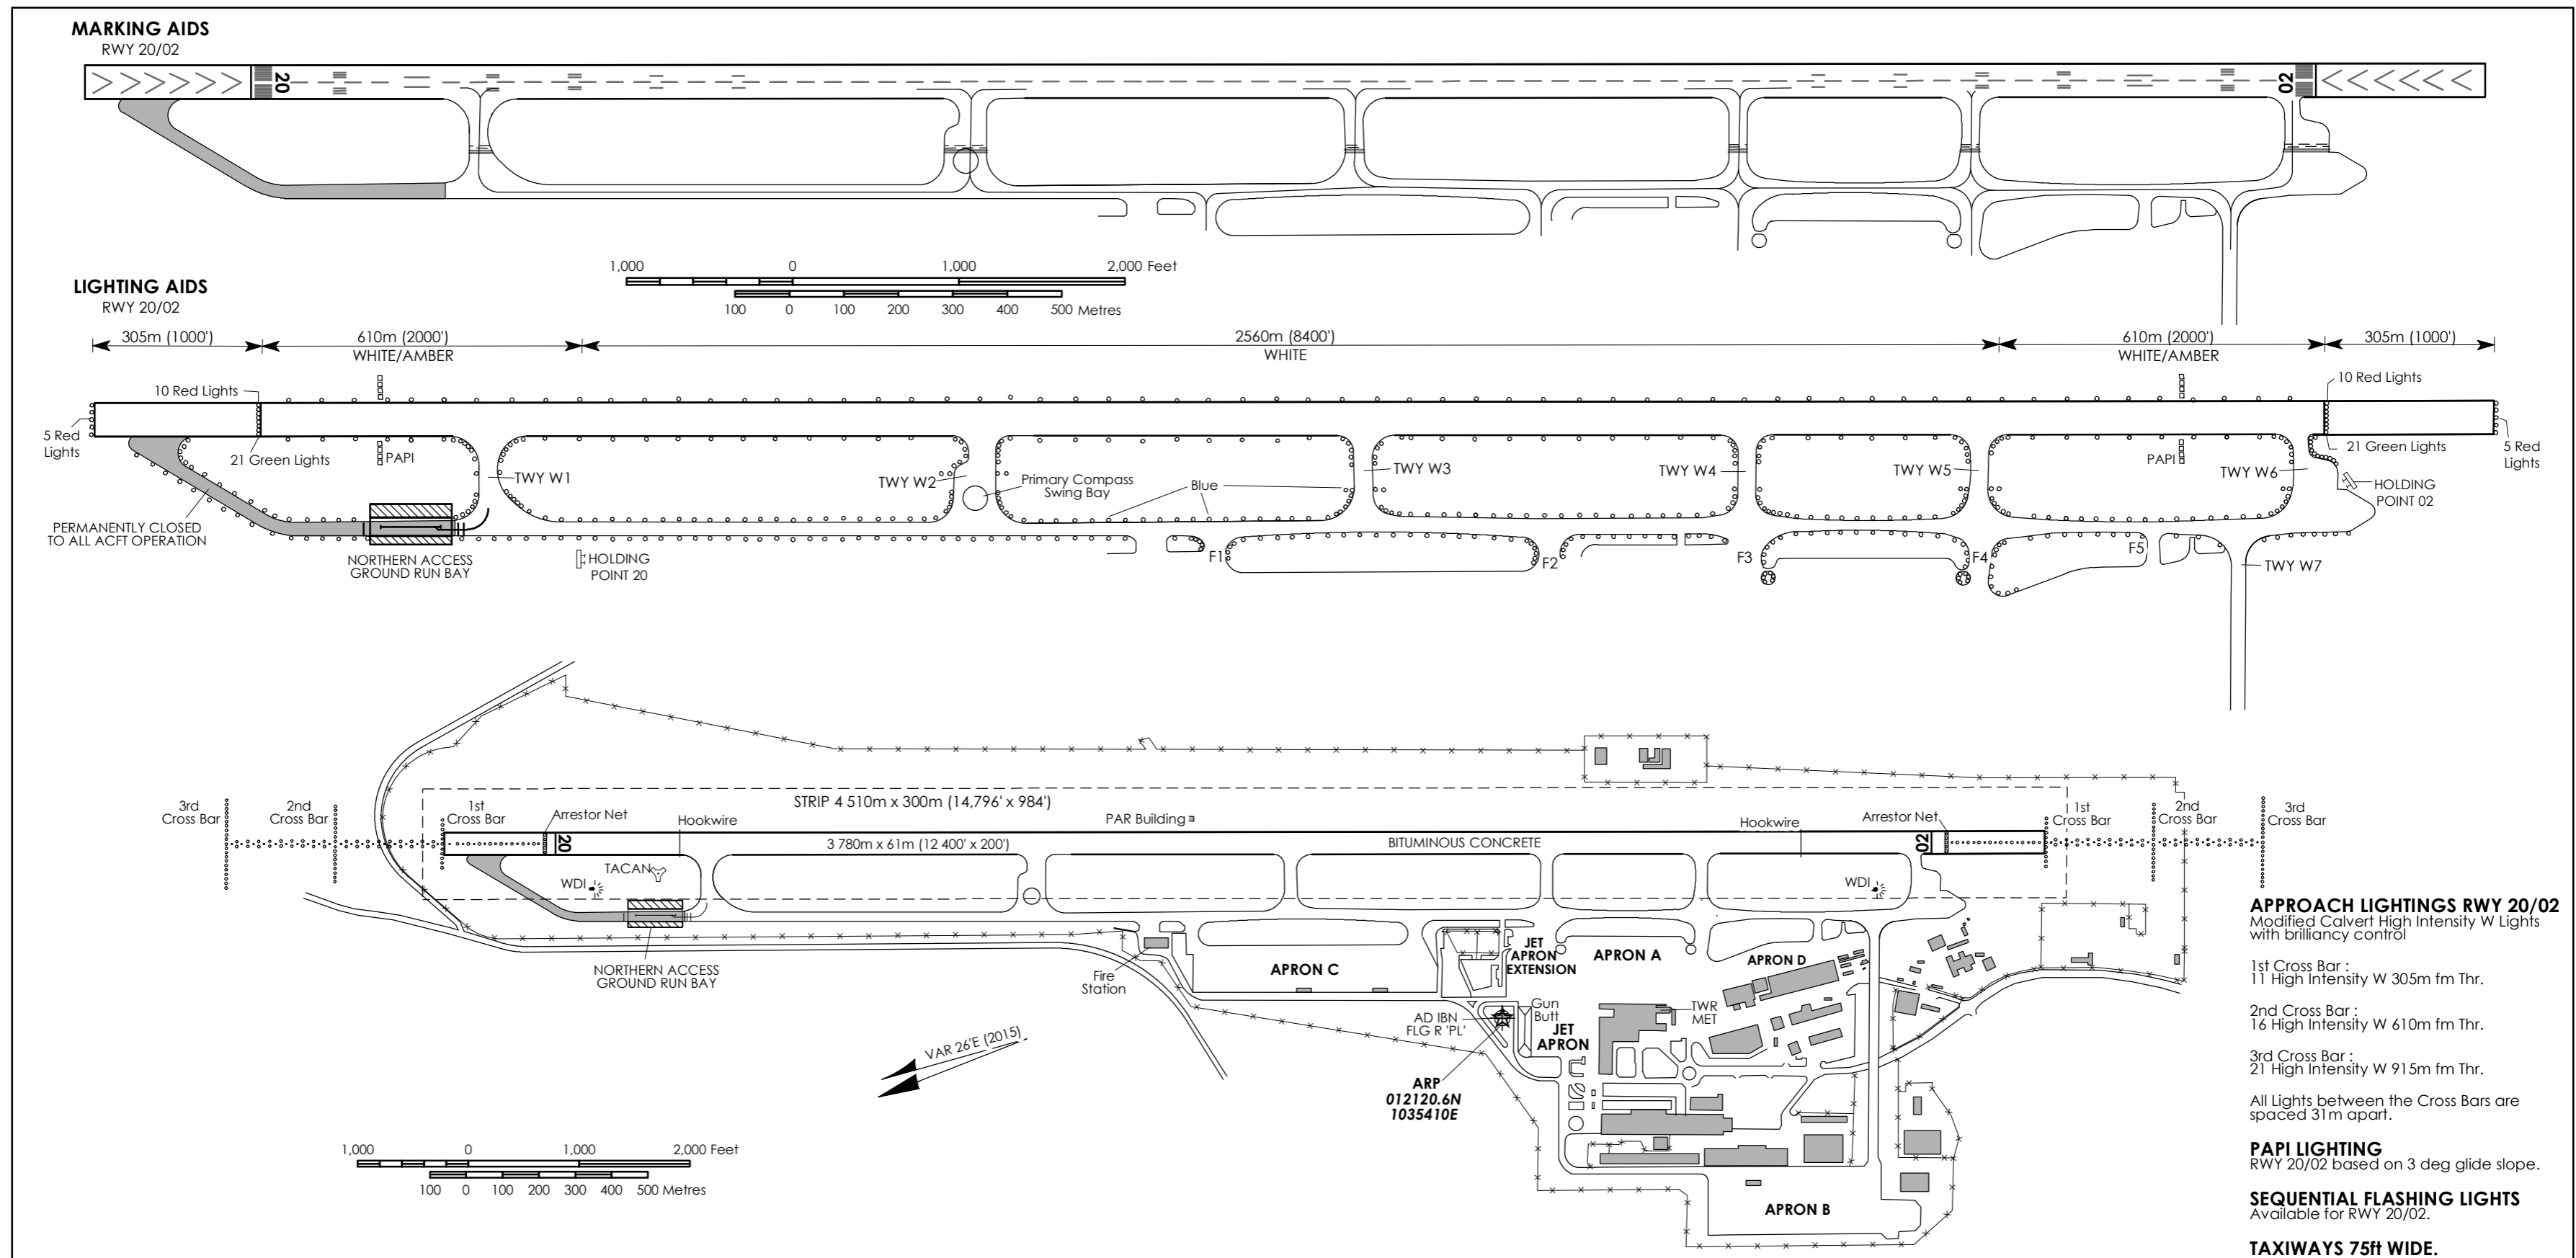 MARKING AIDS
RWY 20/02
20
02
1,000 0 1,000 2,000 Feet
100 0 100 200 300 400 500 Metres
LIGHTING AIDS
RWY 20/02
305m (1000')
610m (2000')
WHITE/AMBER
2560m (8400')
WHITE
610m (2000')
WHITE/AMBER
305m (1000')
10 Red Lights
10 Red Lights
5 Red
Lights
21 Green Lights
PAPI
TWY W1
TWY W2
Primary Compass
Swing Bay
Blue
TWY W3
TWY W4
TWY W5
PAPI
TWY W6
21 Green Lights
5 Red
Lights
HOLDING
POINT 02
PERMANENTLY CLOSED
TO ALL ACFT OPERATION
NORTHERN ACCESS
GROUND RUN BAY
HOLDING
POINT 20
F1
F2
F3
F4
F5
TWY W7
3rd
Cross Bar
2nd
Cross Bar
1st
Cross Bar
STRIP 4 510m x 300m (14,796' x 984')
Arrestor Net
Hookwire
PAR Building
Hookwire
Arrestor Net
1st
Cross Bar
2nd
Cross Bar
3rd
Cross Bar
20
3 780m x 61m (12 400' x 200')
BITUMINOUS CONCRETE
02
TACAN
WDI
WDI
NORTHERN ACCESS
GROUND RUN BAY
Fire
Station
APRON C
JET
APRON
EXTENSION
APRON A
APRON D
AD IBN
FLG R 'PL'
Gun
Butt
JET
APRON
TWR
MET
VAR 26'E (2015)
ARP
012120.6N
1035410E
APRON B
1,000 0 1,000 2,000 Feet
100 0 100 200 300 400 500 Metres
APPROACH LIGHTINGS RWY 20/02
Modified Calvert High Intensity W Lights
with brilliancy control
1st Cross Bar :
11 High Intensity W 305m fm Thr.
2nd Cross Bar :
16 High Intensity W 610m fm Thr.
3rd Cross Bar :
21 High Intensity W 915m fm Thr.
All Lights between the Cross Bars are
spaced 31m apart.
PAPI LIGHTING
RWY 20/02 based on 3 deg glide slope.
SEQUENTIAL FLASHING LIGHTS
Available for RWY 20/02.
TAXIWAYS 75ft WIDE.